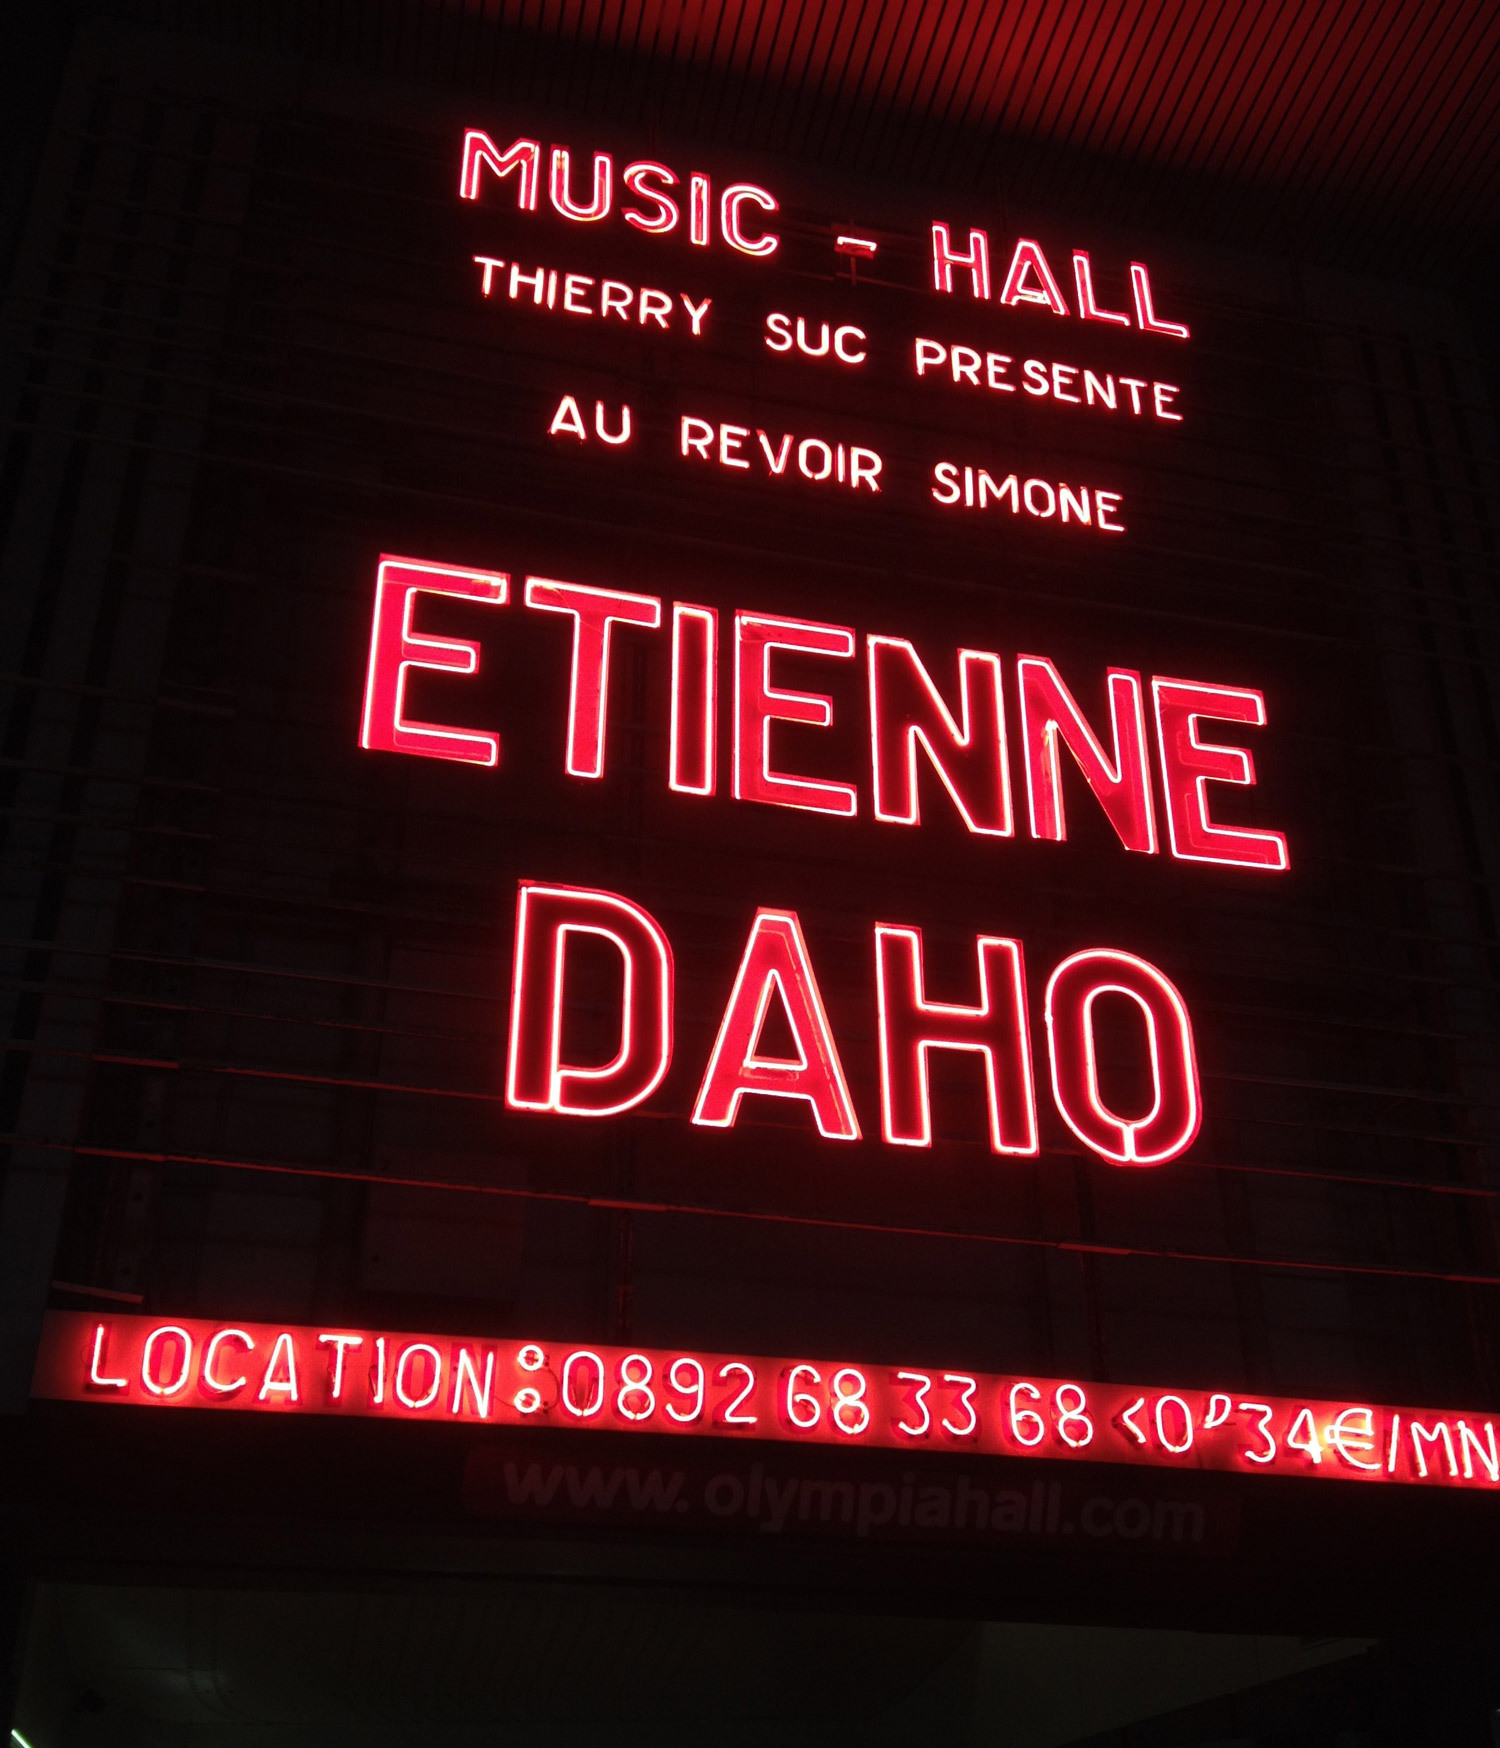 MUSIC - HALL
THIERRY SUC PRESENTE
AU REVOIR SIMONE
ETIENNE
DAHO
LOCATION:0892 68 33 68 <0,34€/MN
www.olympiahall.com